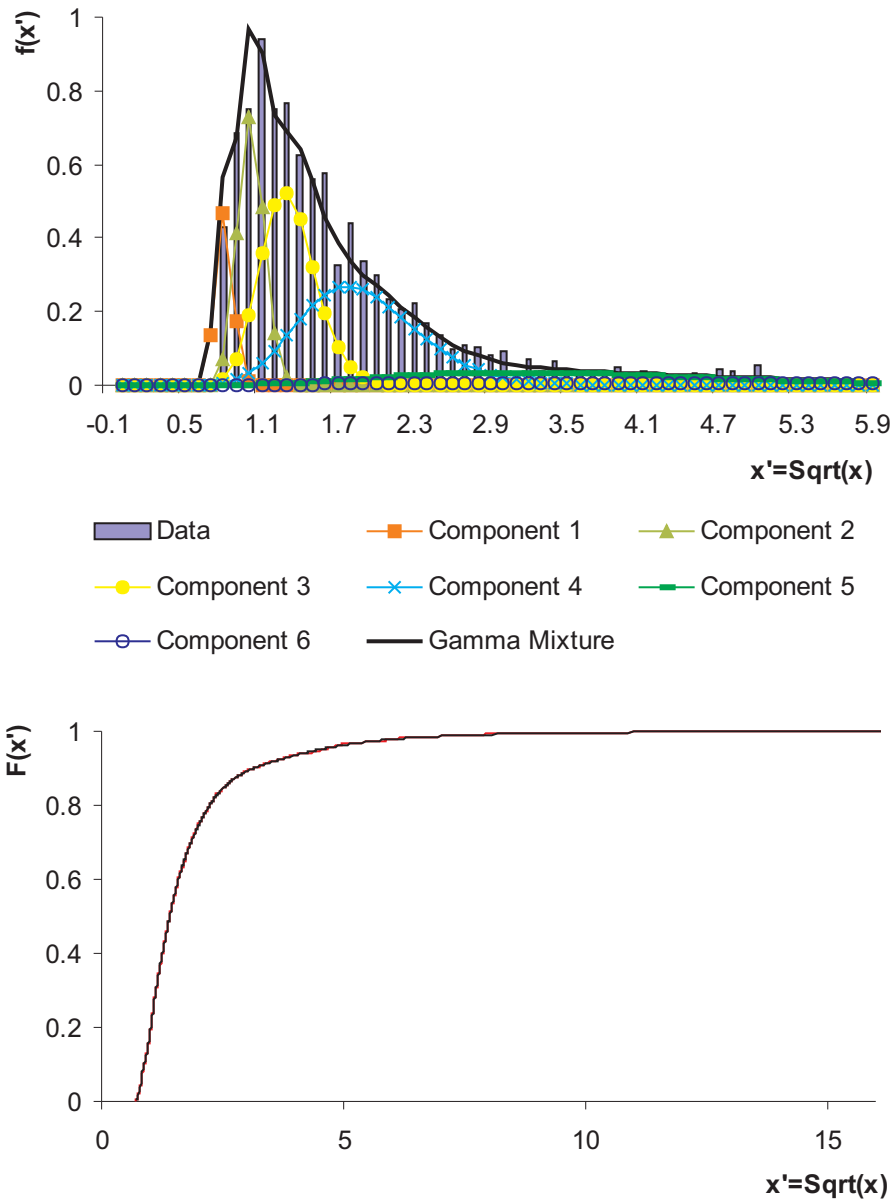 f(x')
1
0.8
0.6
0.4
0.2
0
-0.1 0.5 1.1 1.7 2.3 2.9 3.5 4.1 4.7 5.3 5.9
x'=Sqrt(x)
Data Component 1 Component 2
Component 3 Component 4 Component 5
Component 6 Gamma Mixture
F(x')
1
0.8
0.6
0.4
0.2
0
0 5 10 15
x'=Sqrt(x)